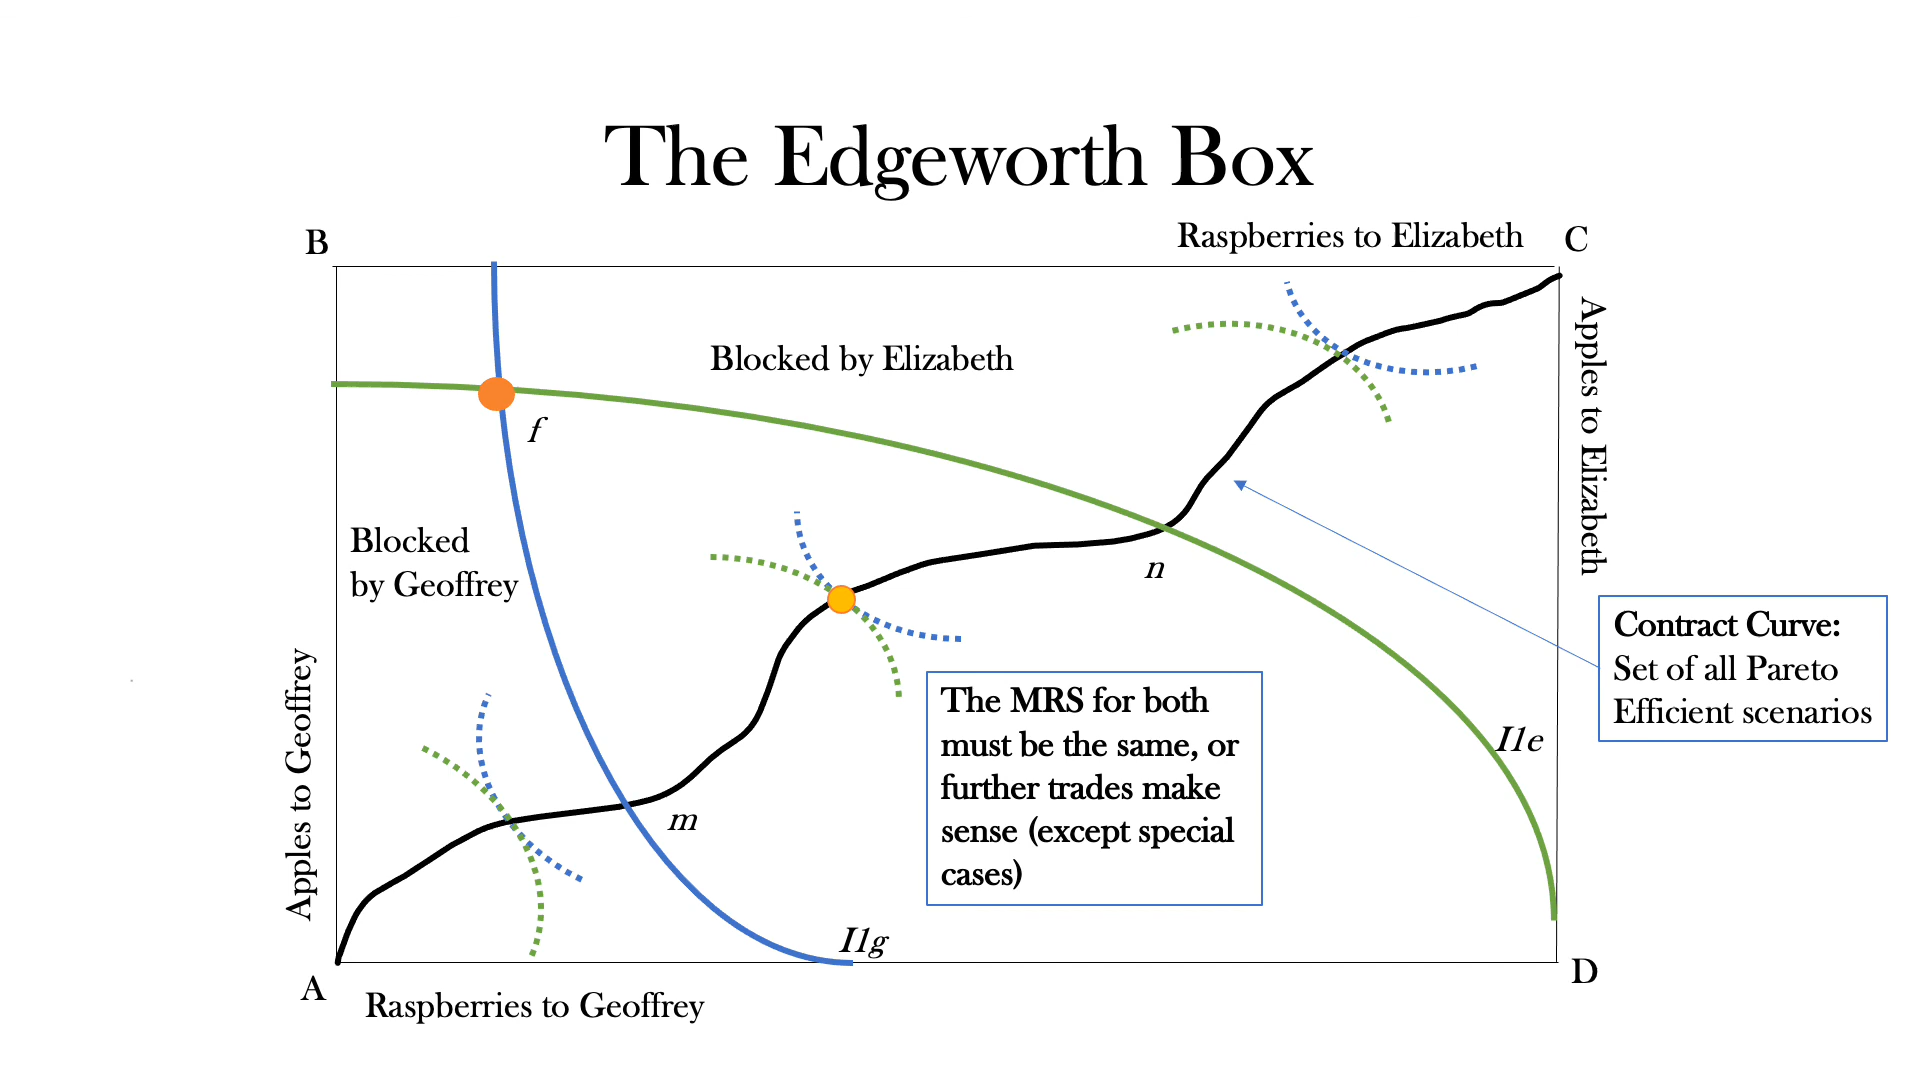 The Edgeworth Box
B
Raspberries to Elizabeth
C
Apples to Elizabeth
Blocked by Elizabeth
f
Blocked
by Geoffrey
n
Contract Curve:
Set of all Pareto
Efficient scenarios
Apples to Geoffrey
The MRS for both
must be the same, or
further trades make
sense (except special
cases)
I1e
m
I1g
A
D
Raspberries to Geoffrey